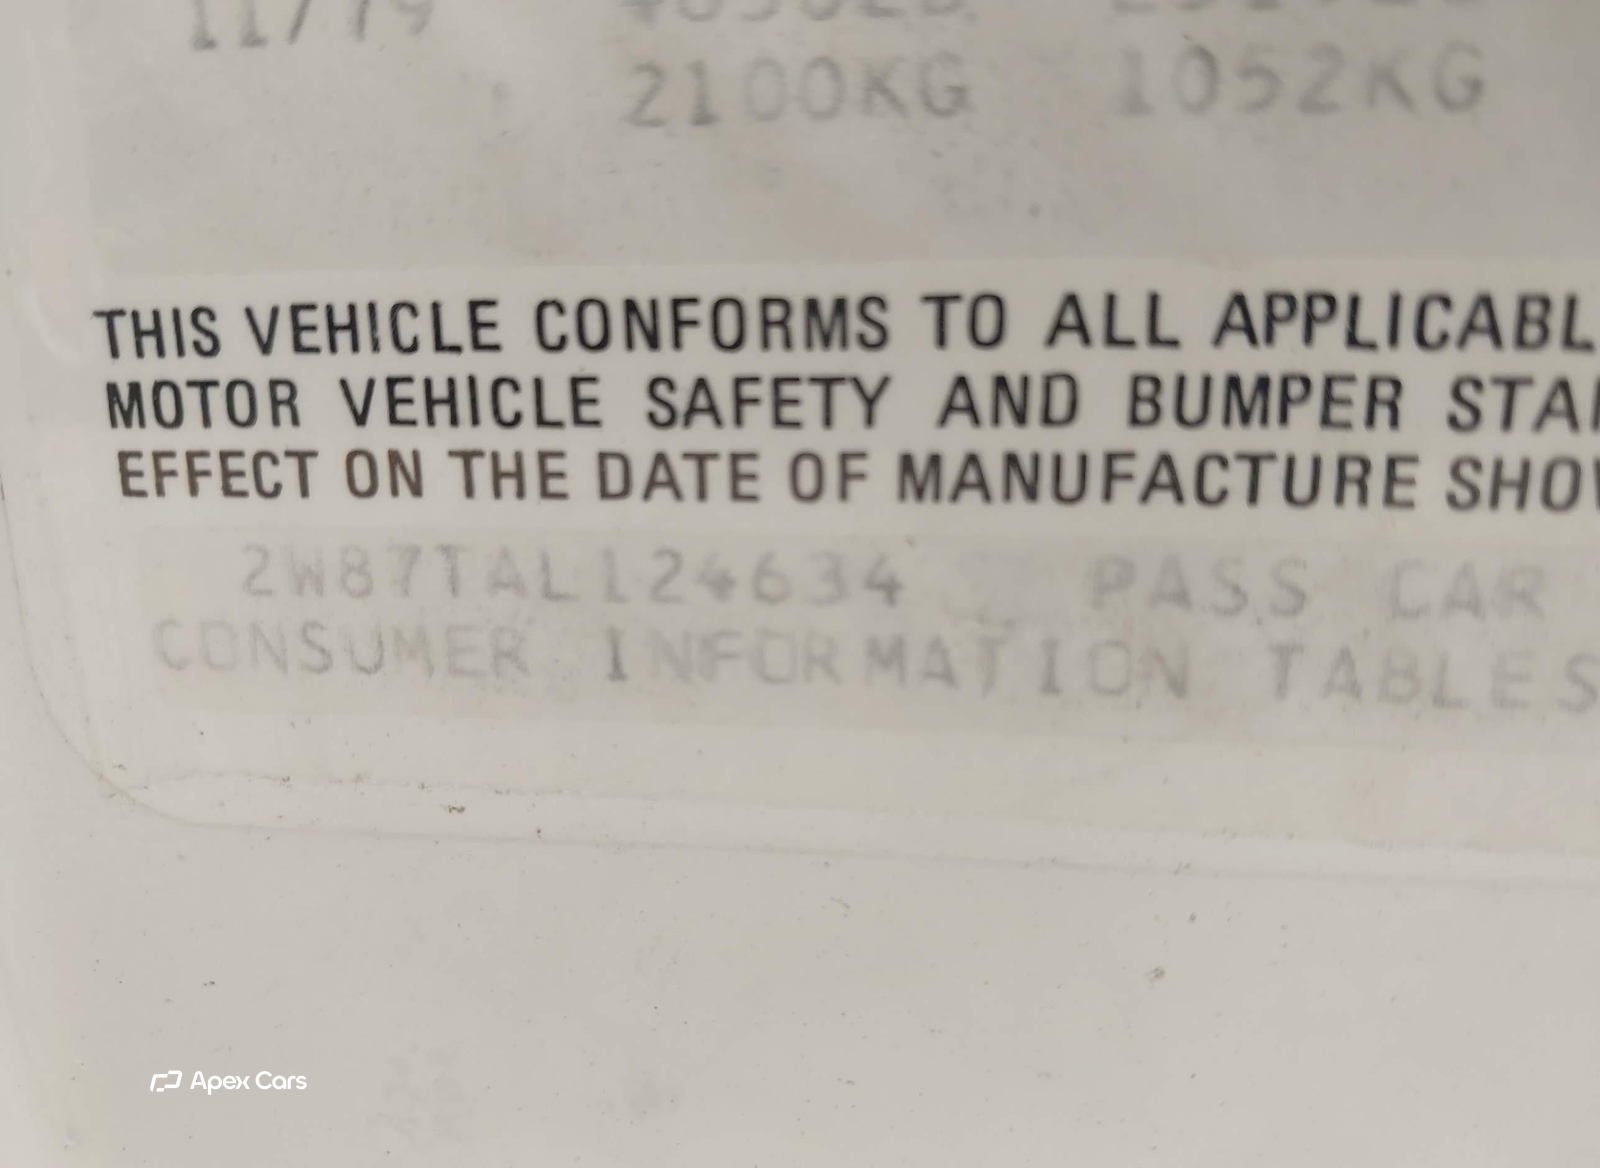 11/79
2100KG 1052KG
THIS VEHICLE CONFORMS TO ALL APPLICABL
MOTOR VEHICLE SAFETY AND BUMPER STA
EFFECT ON THE DATE OF MANUFACTURE SHO
2W87TAL124634 PASS CAR
CONSUMER INFORMATION TABLES
Apex Cars